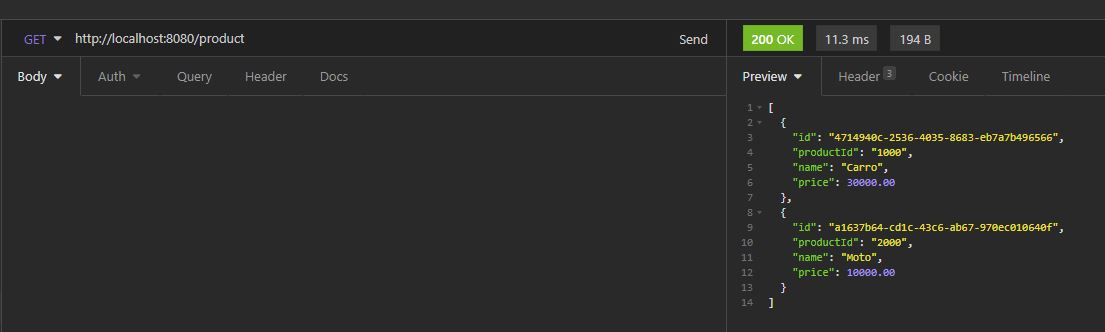 GET http://localhost:8080/product Send
200 OK 11.3 ms 194 B
Body Auth Query Header Docs
Preview Header 3 Cookie Timeline
1 [
2 {
3 "id": "4714940c-2536-4035-8683-eb7a7b496566",
4 "productId": "1000",
5 "name": "Carro",
6 "price": 30000.00
7 },
8 {
9 "id": "a1637b64-cd1c-43c6-ab67-970ec010640f",
10 "productId": "2000",
11 "name": "Moto",
12 "price": 10000.00
13 }
14 ]